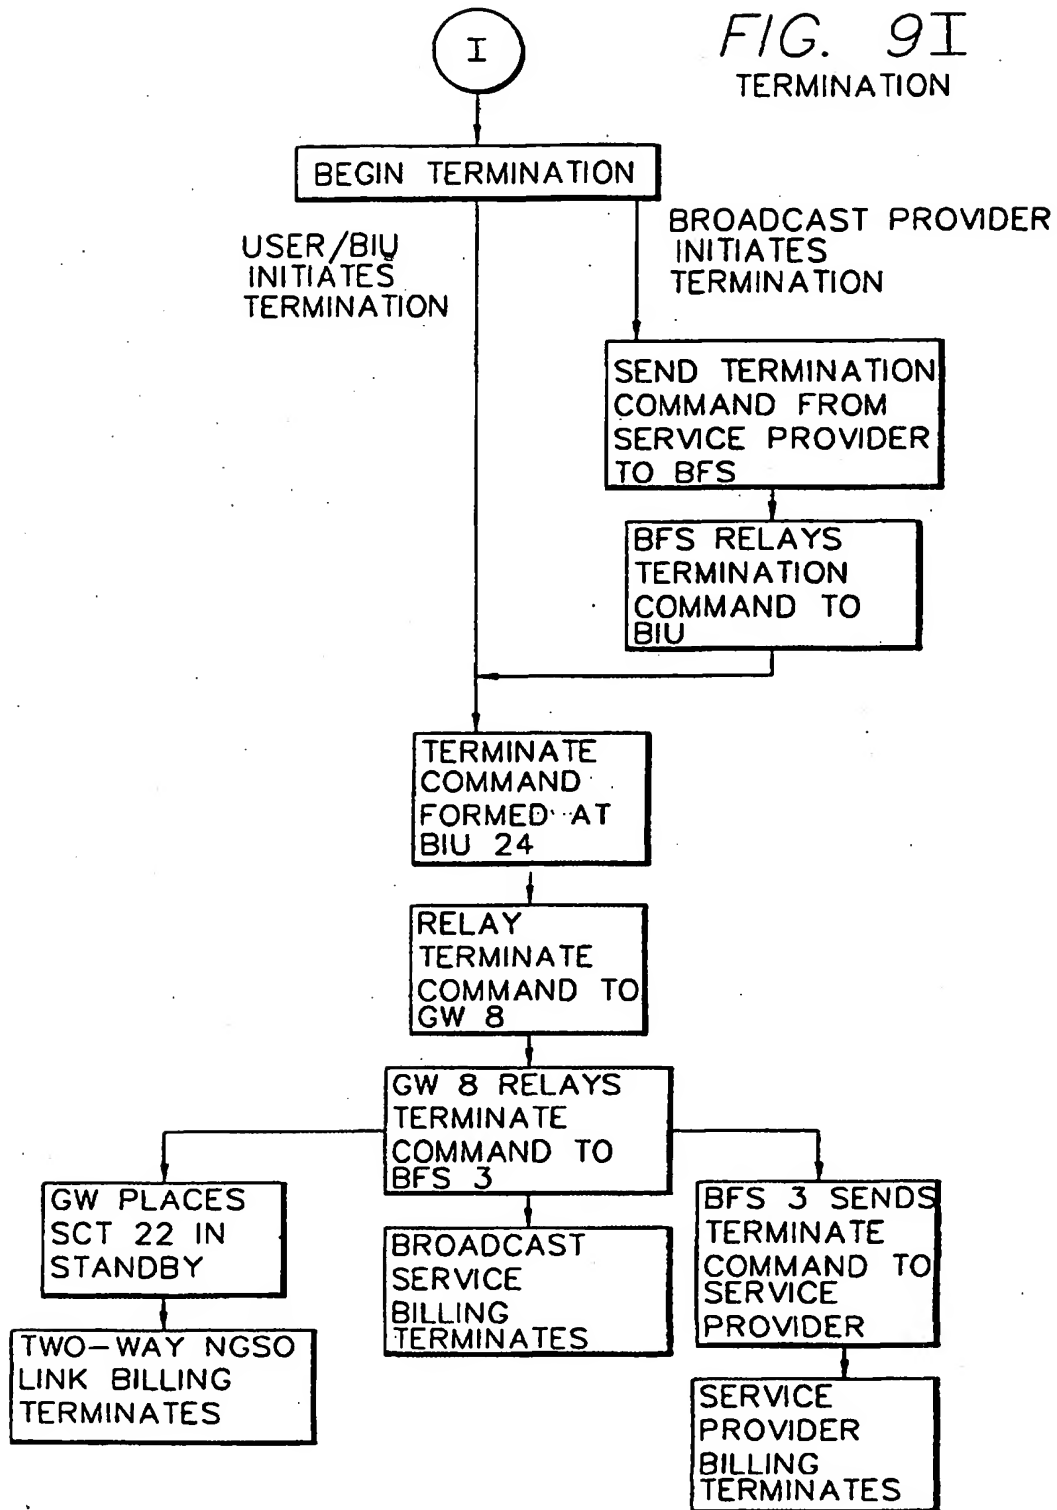 I
FIG. 9I
TERMINATION
BEGIN TERMINATION
USER/BIU
INITIATES
TERMINATION
BROADCAST PROVIDER
INITIATES
TERMINATION
SEND TERMINATION
COMMAND FROM
SERVICE PROVIDER
TO BFS
BFS RELAYS
TERMINATION
COMMAND TO
BIU
TERMINATE
COMMAND
FORMED AT
BIU 24
RELAY
TERMINATE
COMMAND TO
GW 8
GW 8 RELAYS
TERMINATE
COMMAND TO
BFS 3
GW PLACES
SCT 22 IN
STANDBY
TWO-WAY NGSO
LINK BILLING
TERMINATES
BROADCAST
SERVICE
BILLING
TERMINATES
BFS 3 SENDS
TERMINATE
COMMAND TO
SERVICE
PROVIDER
SERVICE
PROVIDER
BILLING
TERMINATES